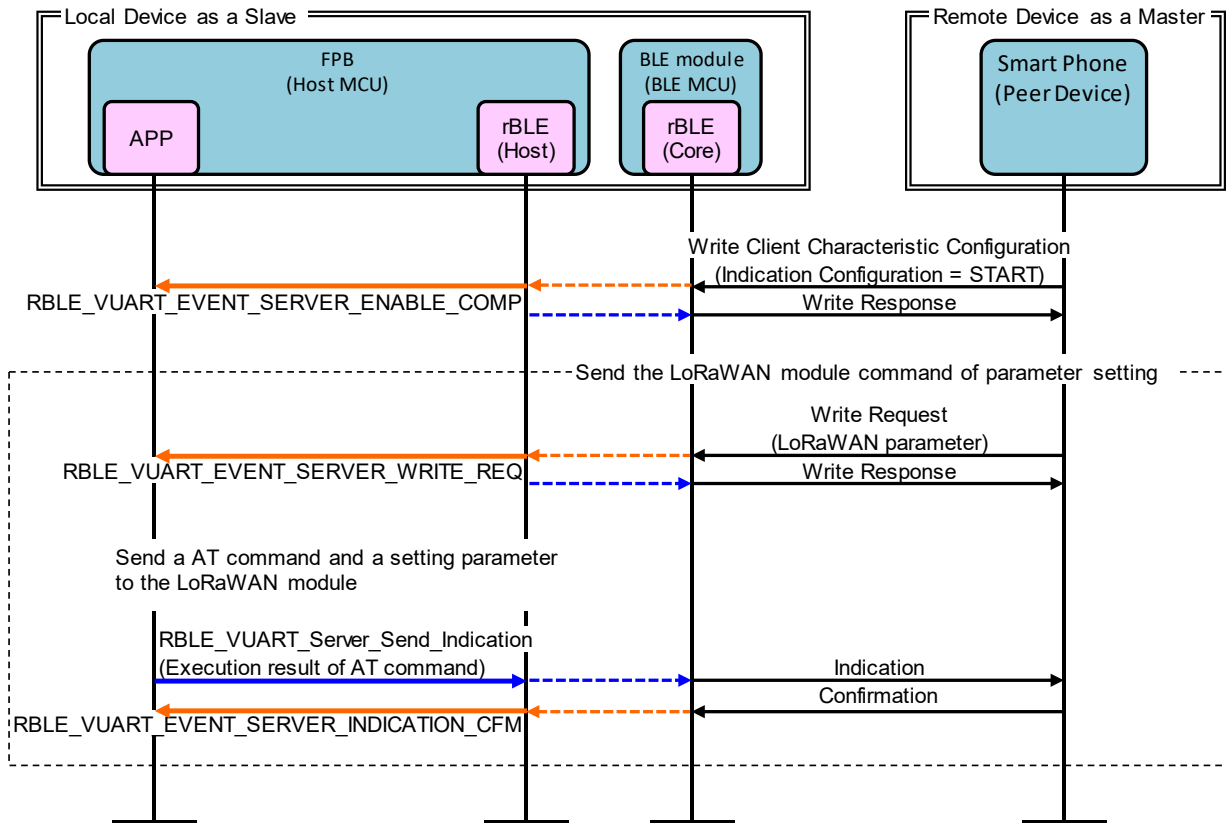 Local Device as a Slave
Remote Device as a Master
FPB
(Host MCU)
BLE module
(BLE MCU)
Smart Phone
(Peer Device)
APP
rBLE
(Host)
rBLE
(Core)
Write Client Characteristic Configuration
(Indication Configuration = START)
RBLE_VUART_EVENT_SERVER_ENABLE_COMP
Write Response
Send the LoRaWAN module command of parameter setting
Write Request
(LoRaWAN parameter)
RBLE_VUART_EVENT_SERVER_WRITE_REQ
Write Response
Send a AT command and a setting parameter
to the LoRaWAN module
RBLE_VUART_Server_Send_Indication
(Execution result of AT command)
Indication
Confirmation
RBLE_VUART_EVENT_SERVER_INDICATION_CFM